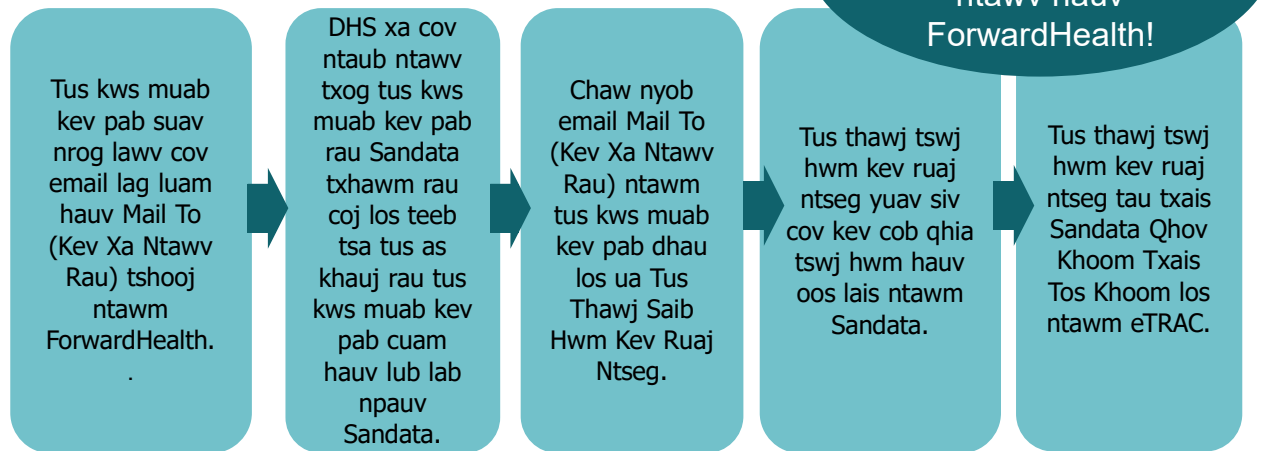 ntawv hauv
ForwardHealth!
Tus kws muab
kev pab suav
nrog lawv cov
email lag luam
hauv Mail To
(Kev Xa Ntawv
Rau) tshooj
ntawm
ForwardHealth.
.
DHS xa cov
ntaub ntawv
txog tus kws
muab kev pab
rau Sandata
txhawm rau
coj los teeb
tsa tus as
khauj rau tus
kws muab kev
pab cuam
hauv lub lab
npauv
Sandata.
Chaw nyob
email Mail To
(Kev Xa Ntawv
Rau) ntawm
tus kws muab
kev pab dhau
los ua Tus
Thawj Saib
Hwm Kev Ruaj
Ntseg.
Tus thawj tswj
hwm kev ruaj
ntseg yuav siv
cov kev cob qhia
tswj hwm hauv
oos lais ntawm
Sandata.
Tus thawj tswj
hwm kev ruaj
ntseg tau txais
Sandata Qhov
Khoom Txais
Tos Khoom los
ntawm eTRAC.